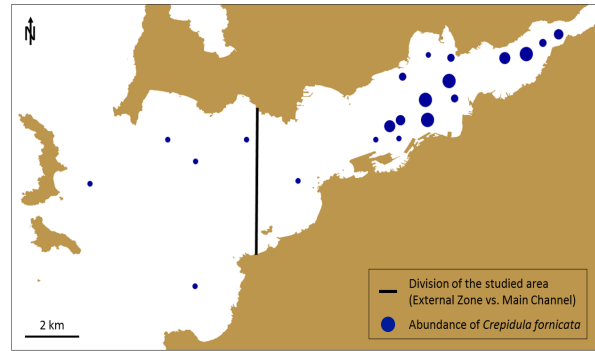 N
Division of the studied area
(External Zone vs. Main Channel)
Abundance of Crepidula fornicata
2 km